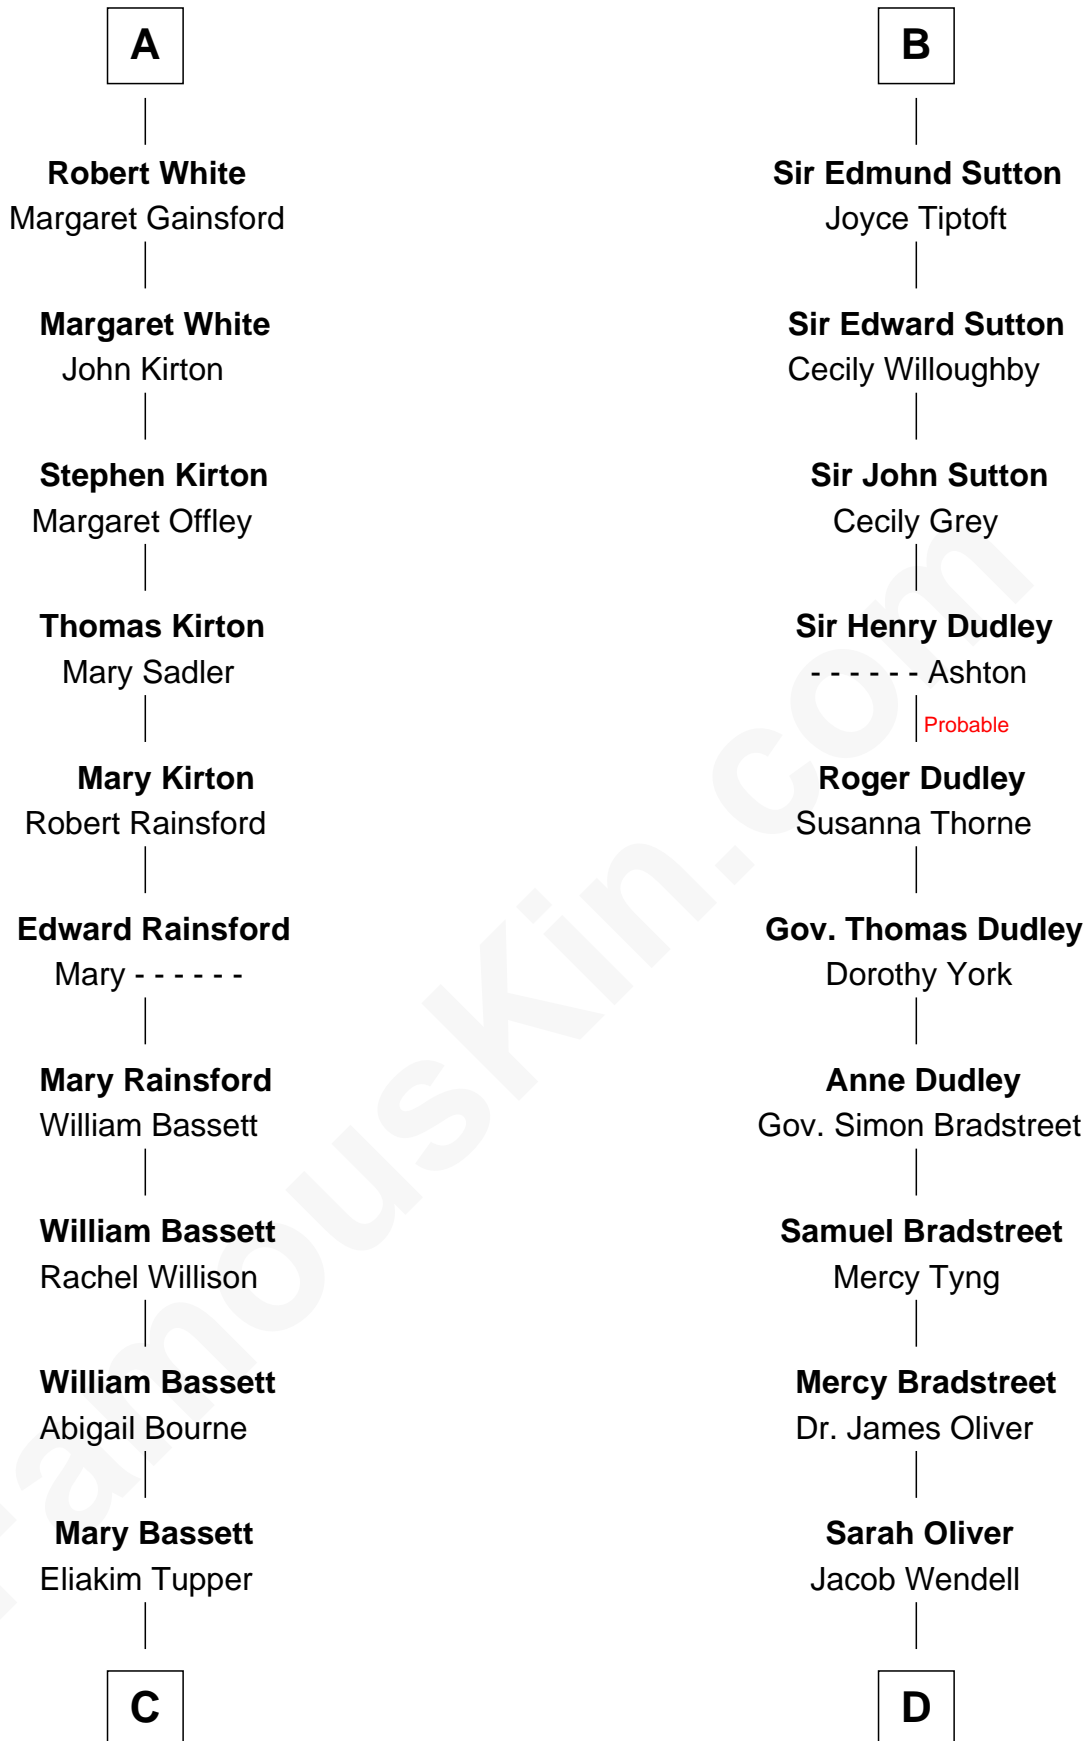 A
Robert White
Margaret Gainsford
Margaret White
John Kirton
Stephen Kirton
Margaret Offley
Thomas Kirton
Mary Sadler
Mary Kirton
Robert Rainsford
Edward Rainsford
Mary - - - - - -
Mary Rainsford
William Bassett
William Bassett
Rachel Willison
William Bassett
Abigail Bourne
Mary Bassett
Eliakim Tupper
C
B
Sir Edmund Sutton
Joyce Tiptoft
Sir Edward Sutton
Cecily Willoughby
Sir John Sutton
Cecily Grey
Sir Henry Dudley
- - - - - - Ashton
Probable
Roger Dudley
Susanna Thorne
Gov. Thomas Dudley
Dorothy York
Anne Dudley
Gov. Simon Bradstreet
Samuel Bradstreet
Mercy Tyng
Mercy Bradstreet
Dr. James Oliver
Sarah Oliver
Jacob Wendell
D
FamousKin.com